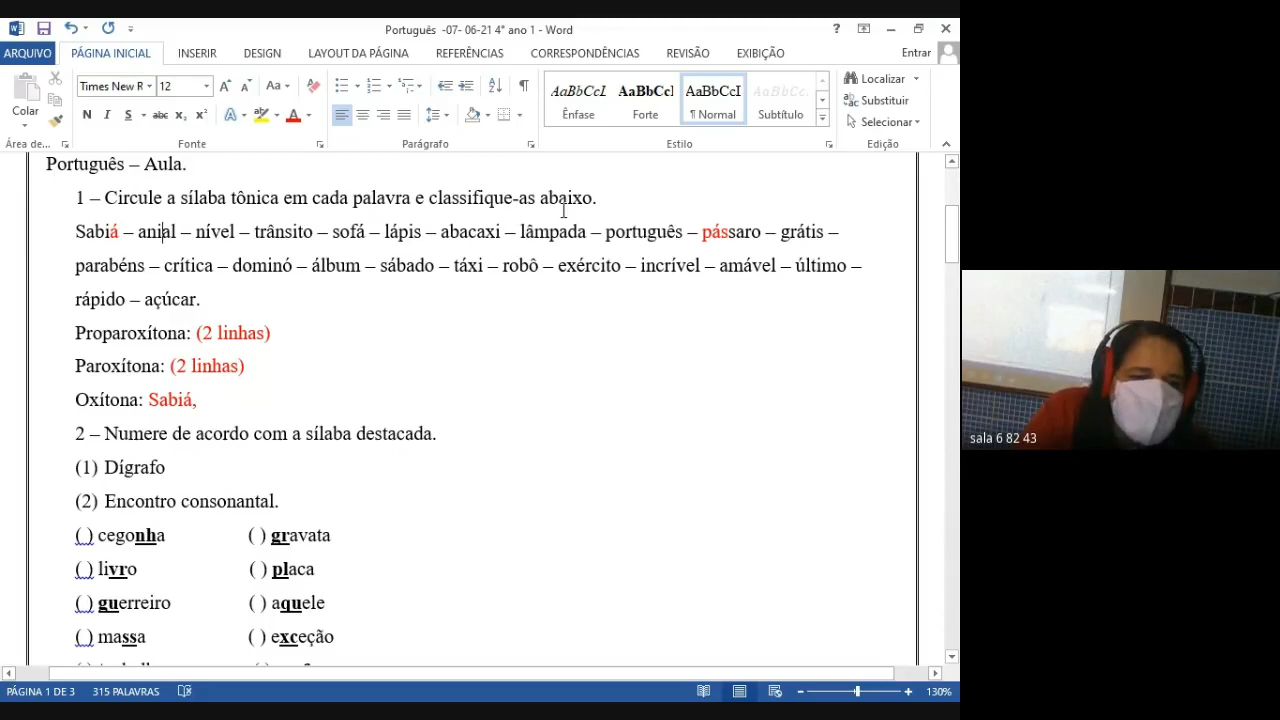 Português -07- 06-21 4° ano 1 - Word
ARQUIVO PÁGINA INICIAL INSERIR DESIGN LAYOUT DA PÁGINA REFERÊNCIAS CORRESPONDÊNCIAS REVISÃO EXIBIÇÃO Entrar
Times New R 12 Aa
Colar
N I S abc x₂ x² A A
AaBbCcI AaBbCcl AaBbCcI AaBbCc.
Ênfase Forte ¶ Normal Subtítulo
Localizar
Substituir
Selecionar
Área de... Fonte Parágrafo Estilo Edição
Português – Aula.
1 – Circule a sílaba tônica em cada palavra e classifique-as abaixo.
Sabiá – anial – nível – trânsito – sofá – lápis – abacaxi – lâmpada – português – pássaro – grátis –
parabéns – crítica – dominó – álbum – sábado – táxi – robô – exército – incrível – amável – último –
rápido – açúcar.
Proparoxítona: (2 linhas)
Paroxítona: (2 linhas)
Oxítona: Sabiá,
2 – Numere de acordo com a sílaba destacada.
(1) Dígrafo
(2) Encontro consonantal.
( ) cegonha ( ) gravata
( ) livro ( ) placa
( ) guerreiro ( ) aquele
( ) massa ( ) exceção
PÁGINA 1 DE 3 315 PALAVRAS 130%
sala 6 82 43